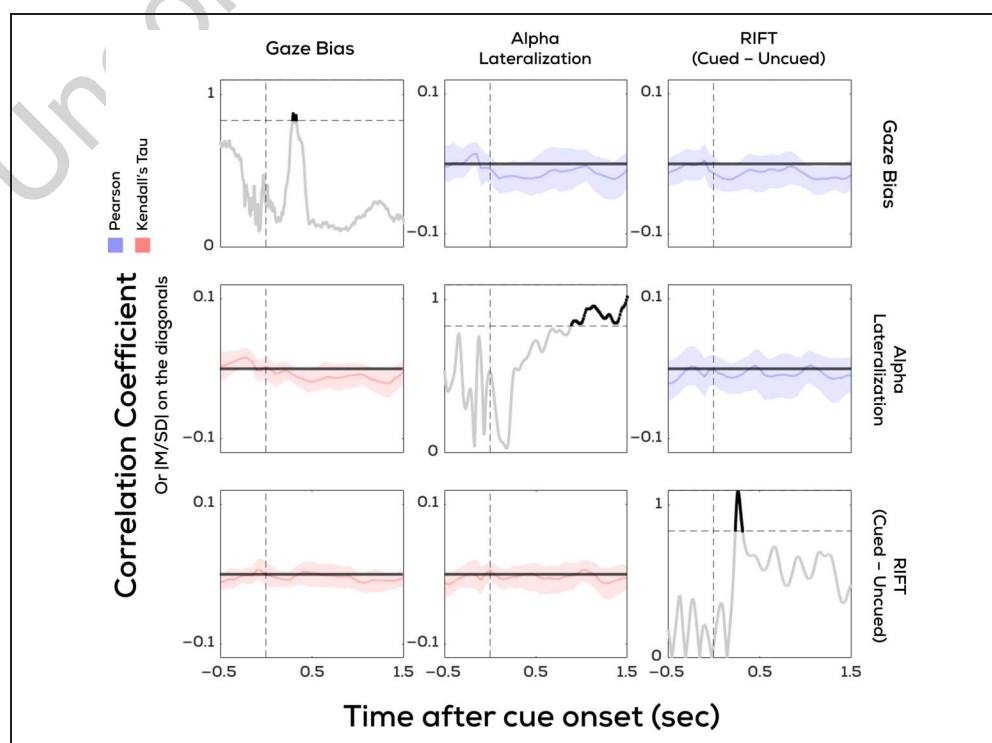 Unc
Gaze Bias
Alpha
Lateralization
RIFT
(Cued – Uncued)
1
0
0.1
−0.1
0.1
−0.1
Gaze Bias
Pearson
Kendall's Tau
Correlation Coefficient
Or |M/SD| on the diagonals
0.1
−0.1
1
0
0.1
−0.1
Alpha
Lateralization
0.1
−0.1
0.1
−0.1
1
0
RIFT
(Cued – Uncued)
−0.5
0.5
1.5
−0.5
0.5
1.5
−0.5
0.5
1.5
Time after cue onset (sec)